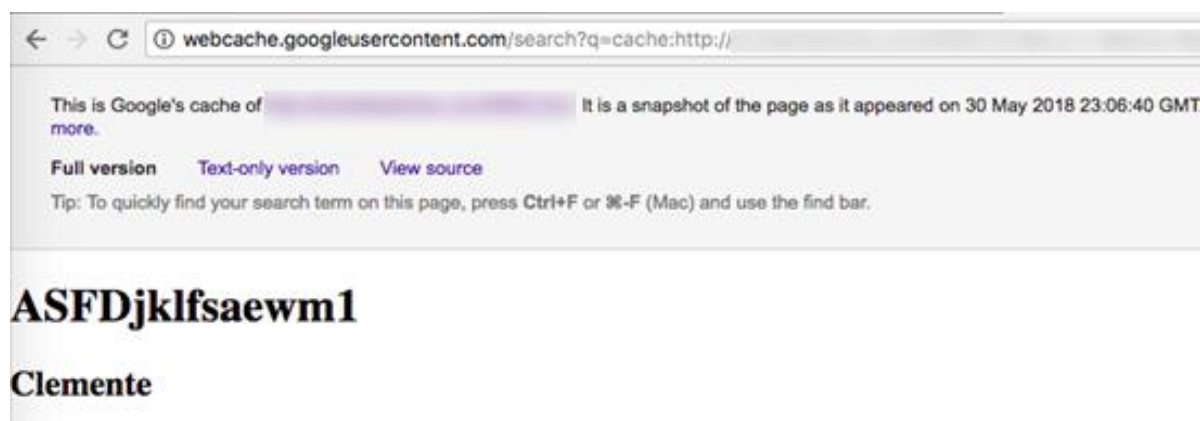 webcache.googleusercontent.com/search?q=cache:http://
This is Google's cache of It is a snapshot of the page as it appeared on 30 May 2018 23:06:40 GMT
more.
Full version Text-only version View source
Tip: To quickly find your search term on this page, press Ctrl+F or ⌘-F (Mac) and use the find bar.
ASFDjklfsaewm1
Clemente